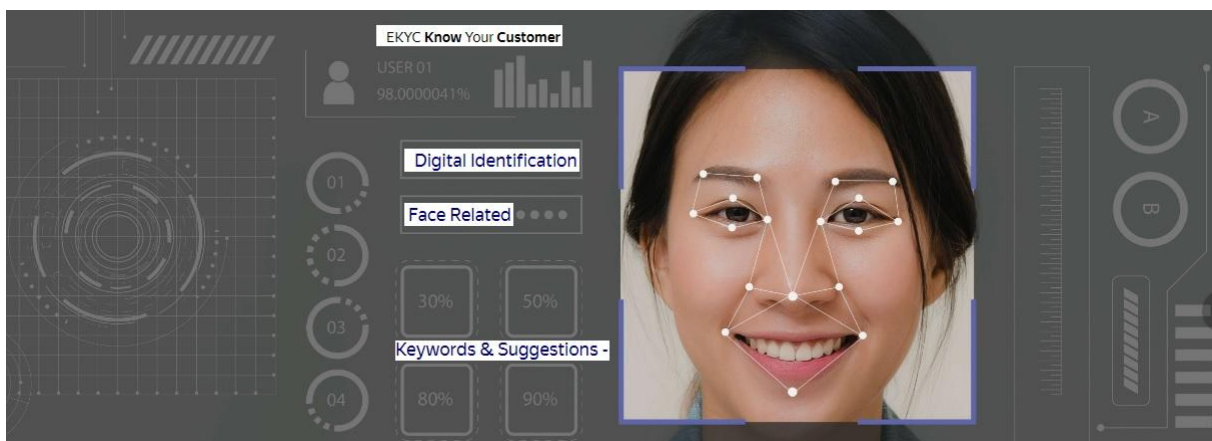 EKYC Know Your Customer
USER 01
98.0000041%
Digital Identification
01
Face Related
02
30%
50%
03
Keywords & Suggestions -
04
80%
90%
A
B